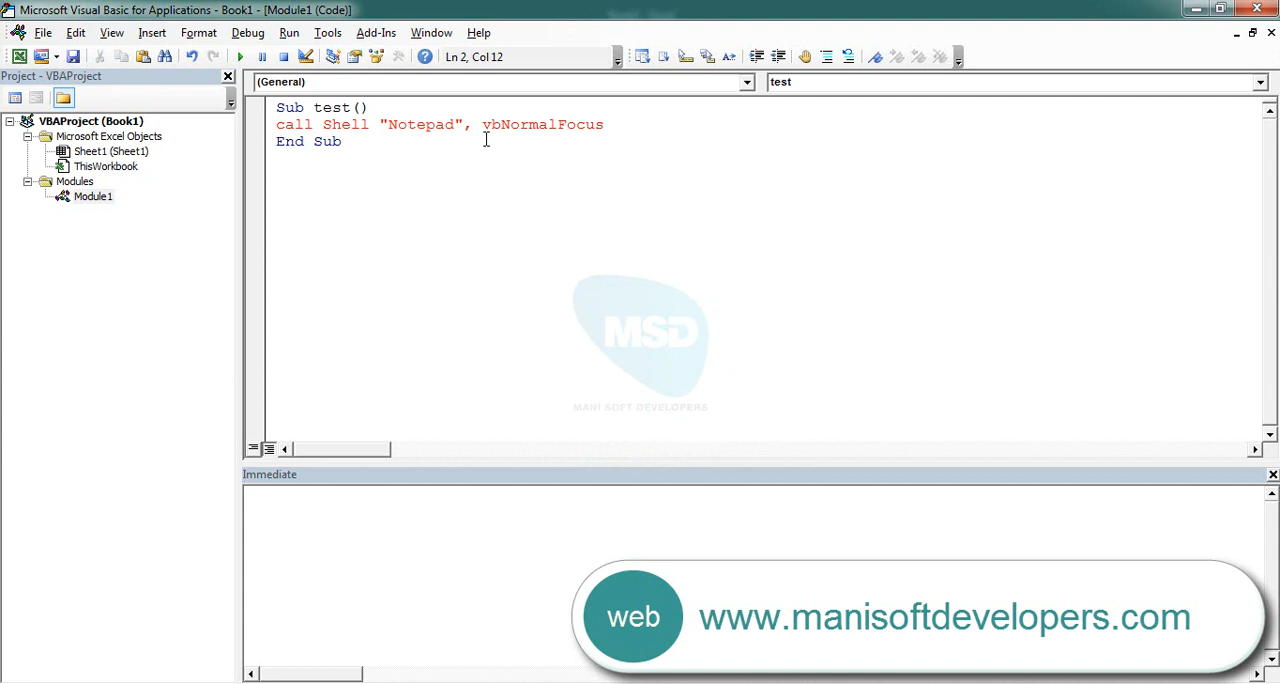 Microsoft Visual Basic for Applications - Book1 - [Module1 (Code)]
File Edit View Insert Format Debug Run Tools Add-Ins Window Help
Ln 2, Col 12
Project - VBAProject
(General) test
VBAProject (Book1)
Microsoft Excel Objects
Sheet1 (Sheet1)
ThisWorkbook
Modules
Module1
Sub test()
call Shell "Notepad", vbNormalFocus
End Sub
MSD
MANI SOFT DEVELOPERS
Immediate
web www.manisoftdevelopers.com